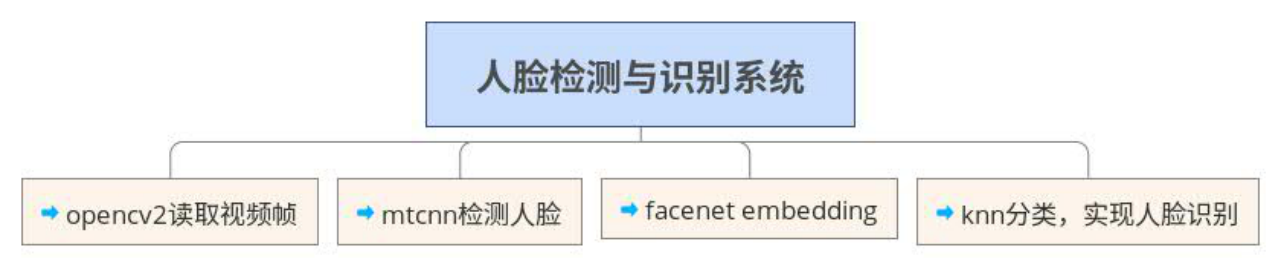 人脸检测与识别系统
opencv2读取视频帧
mtcnn检测人脸
facenet embedding
knn分类，实现人脸识别